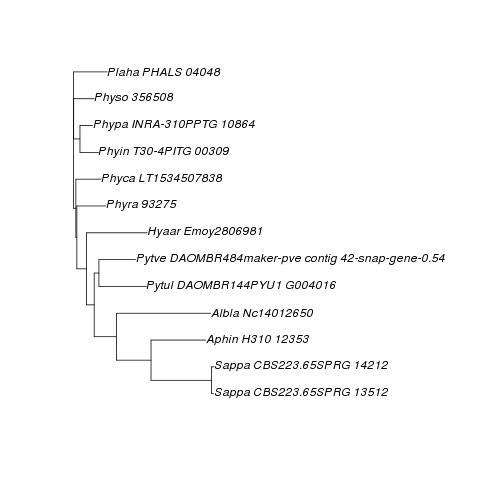 Plaha PHALS 04048
Physo 356508
Phypa INRA-310PPTG 10864
Phyin T30-4PITG 00309
Phyca LT1534507838
Phyra 93275
Hyaar Emoy2806981
Pytve DAOMBR484maker-pve contig 42-snap-gene-0.54
Pytul DAOMBR144PYU1 G004016
Albla Nc14012650
Aphin H310 12353
Sappa CBS223.65SPRG 14212
Sappa CBS223.65SPRG 13512